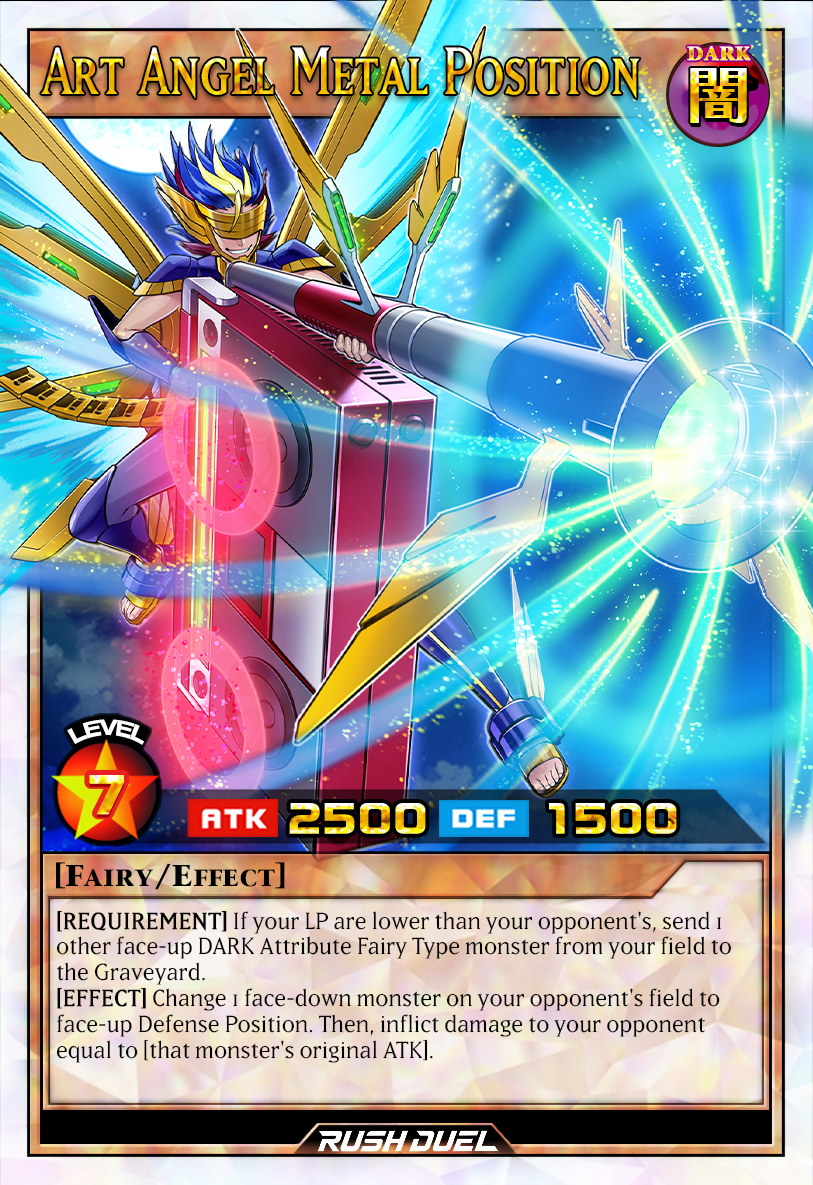 Art Angel Metal Position
DARK
闇
LEVEL
7
ATK 2500 DEF 1500
[Fairy/Effect]
[REQUIREMENT] If your LP are lower than your opponent's, send 1
other face-up DARK Attribute Fairy Type monster from your field to
the Graveyard.
[EFFECT] Change 1 face-down monster on your opponent's field to
face-up Defense Position. Then, inflict damage to your opponent
equal to [that monster's original ATK].
RUSH DUEL